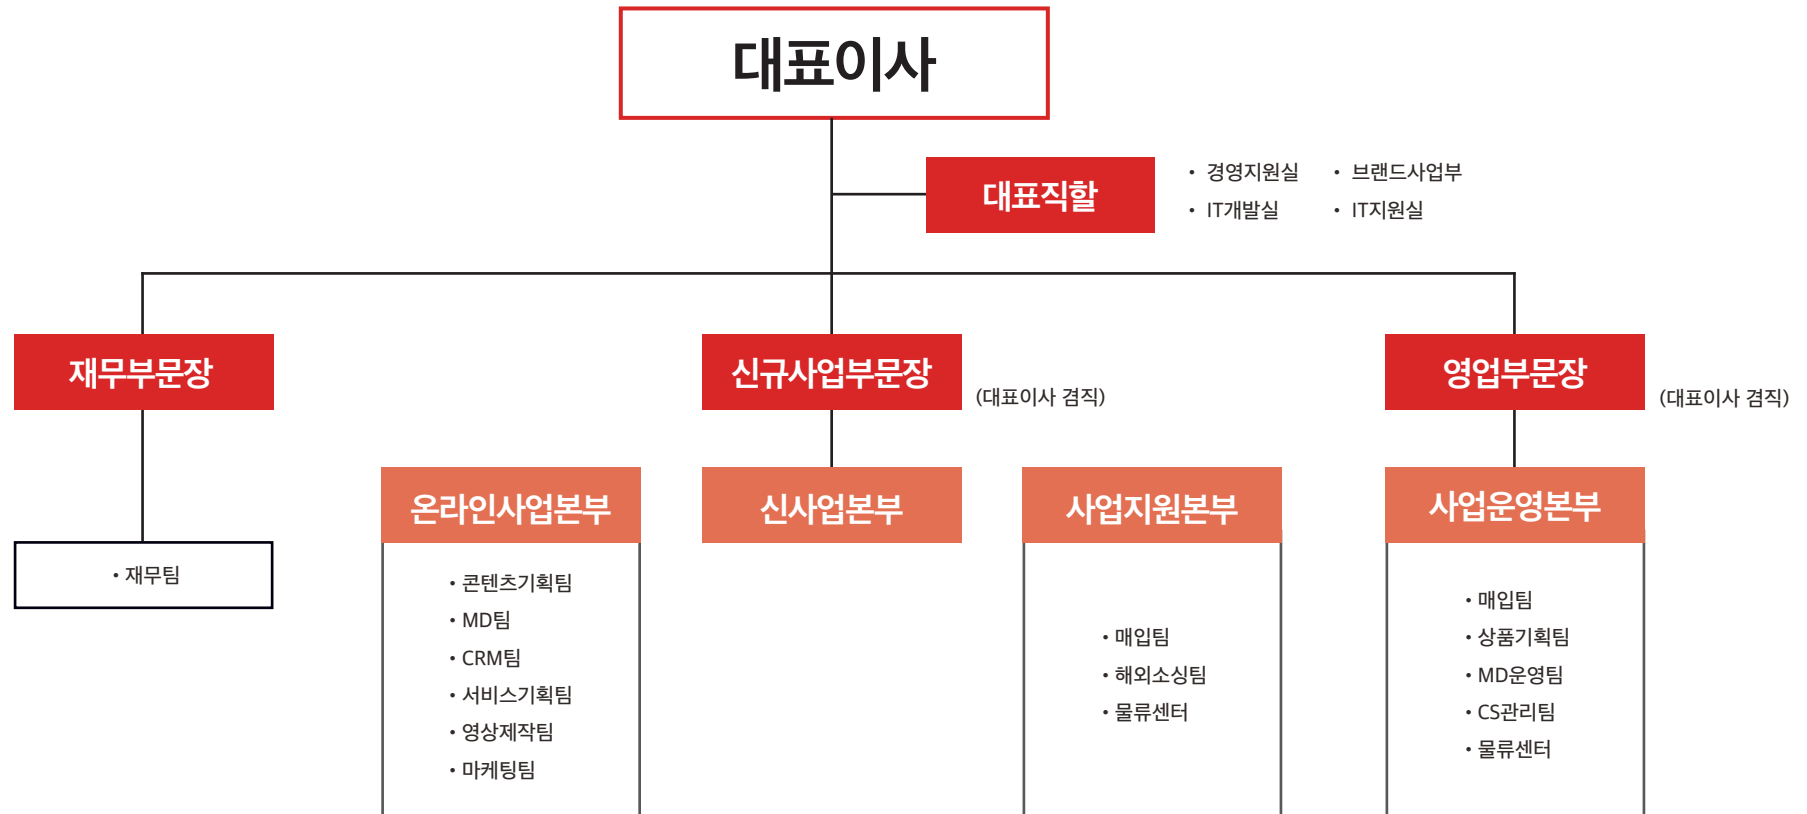 대표이사
대표직할
• 경영지원실 • 브랜드사업부
• IT개발실 • IT지원실
재무부문장
신규사업부문장
(대표이사 겸직)
영업부문장
(대표이사 겸직)
• 재무팀
온라인사업본부
• 콘텐츠기획팀
• MD팀
• CRM팀
• 서비스기획팀
• 영상제작팀
• 마케팅팀
신사업본부
사업지원본부
• 매입팀
• 해외소싱팀
• 물류센터
사업운영본부
• 매입팀
• 상품기획팀
• MD운영팀
• CS관리팀
• 물류센터